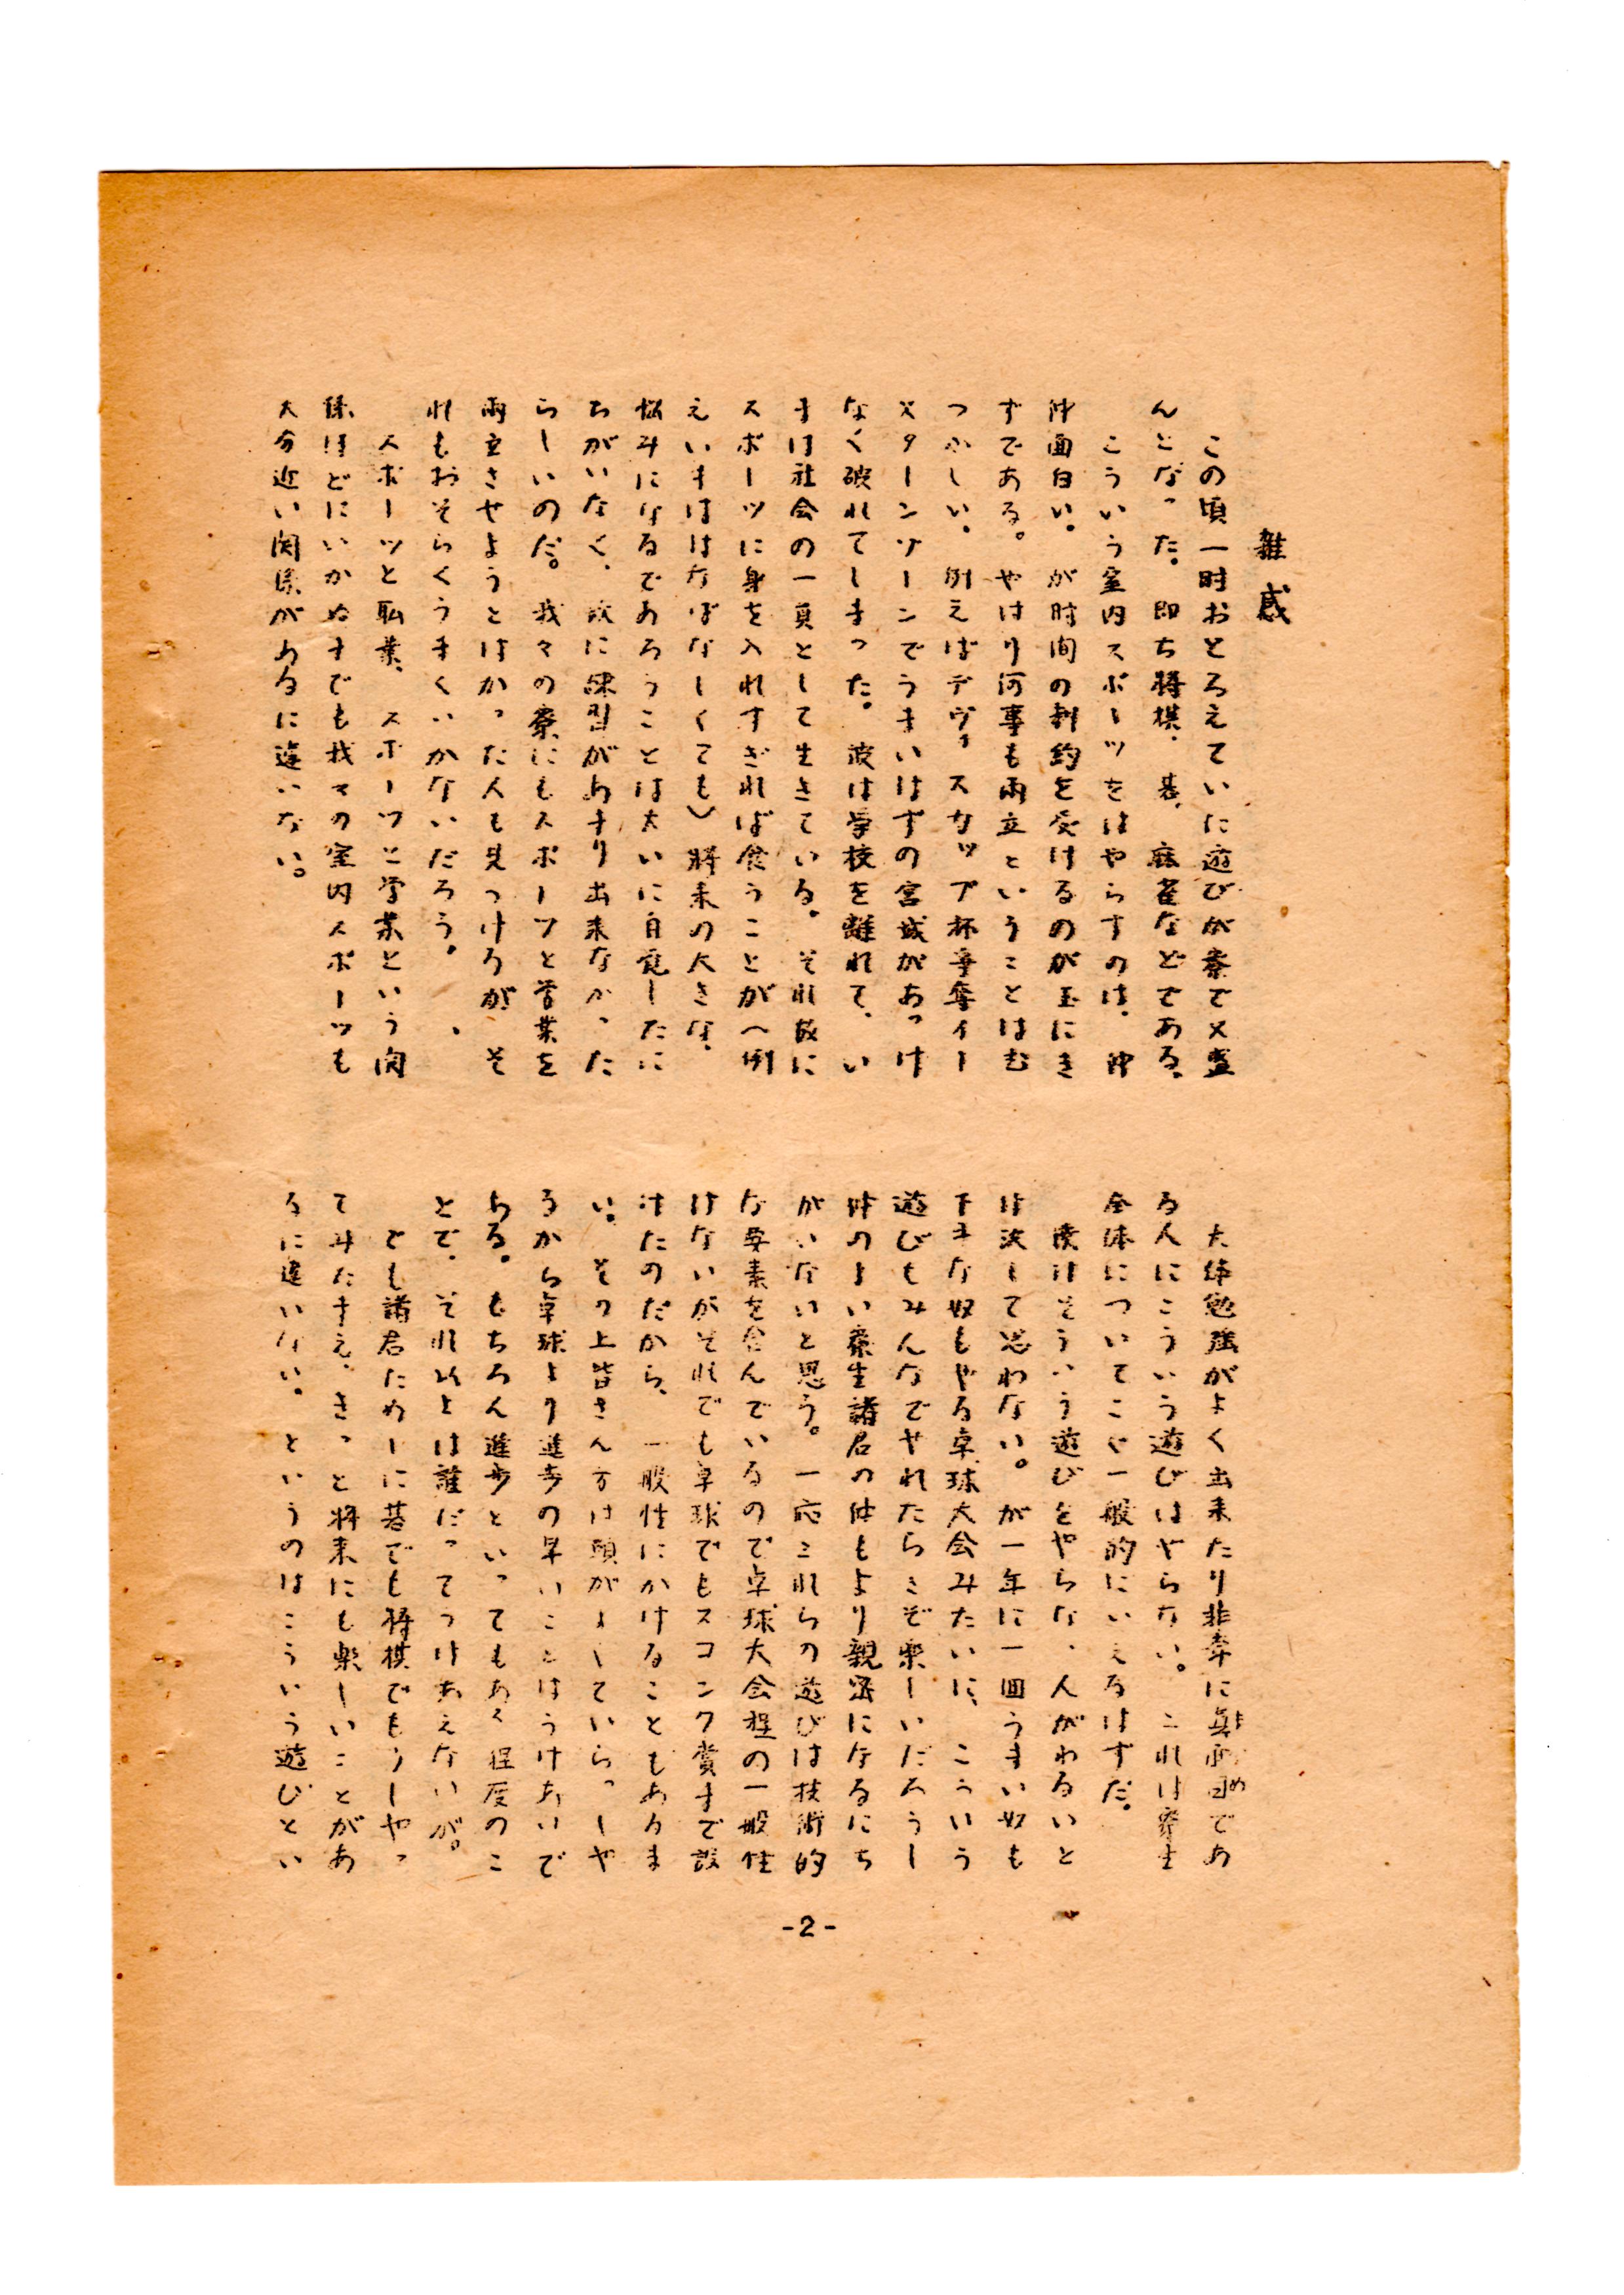 雑感
この頃一時おとろえていた遊びが寮で又盛
んとなった。即ち将棋、碁、麻雀などである。
こういう室内スポーツをはやらすのは、仲
仲面白い。が時間の制約を受けるのが玉にき
ずである。やはり何事も両立ということはむ
つかしい。例えばデヴィスカップ杯争奪イー
スターンゾーンでうまいはずの宮城があっけ
なく破れてしまった。彼は学校を離れて、い
まは社会の一員として生きている。それ故に
スポーツに身を入れすぎれば食うことが(例
えいまははなばなしくても)将来の大きな、
悩みになるであろうことは大いに自覚したに
ちがいなく、故に練習があまり出来なかった
らしいのだ。我々の寮にもスポーツと学業を
両立させようとはかった人も見つけるが、そ
れもおそらくうまくいかないだろう。
スポーツと職業、スポーツと学業という関
係はどにいかぬまでも我々の室内スポーツも
大分近い関係があるに違いない。
大体勉強がよく出来たり非常に真面目であ
る人にこういう遊びはやらない。これは寮生
全体についてごく一般的にいえるはずだ。
僕はそういう遊びをやらない人がわるいと
は決して思わない。が一年に一回うまい奴も
下手な奴もやる卓球大会みたいに、こういう
遊びもみんなでやれたらさぞ楽しいだろうし
仲のよい寮生諸君の仲もより親密になるにち
がいないと思う。一応これらの遊びは技術的
な要素を含んでいるので卓球大会程の一般性
はないがそれでも卓球でもスコンク賞まで設
けたのだから、一般性にかけることもあるま
い。その上皆さん方は頭がよくていらっしや
るから卓球より進歩の早いことはうけあいで
ある。もちろん進歩といってもある程度のこ
とで、それ以上は誰だってうけあえないが。
でも諸君ためしに碁でも将棋でもうしやっ
てみたまえ、きっと将来にも楽しいことがあ
るに違いない。というのはこういう遊びとい
-2-